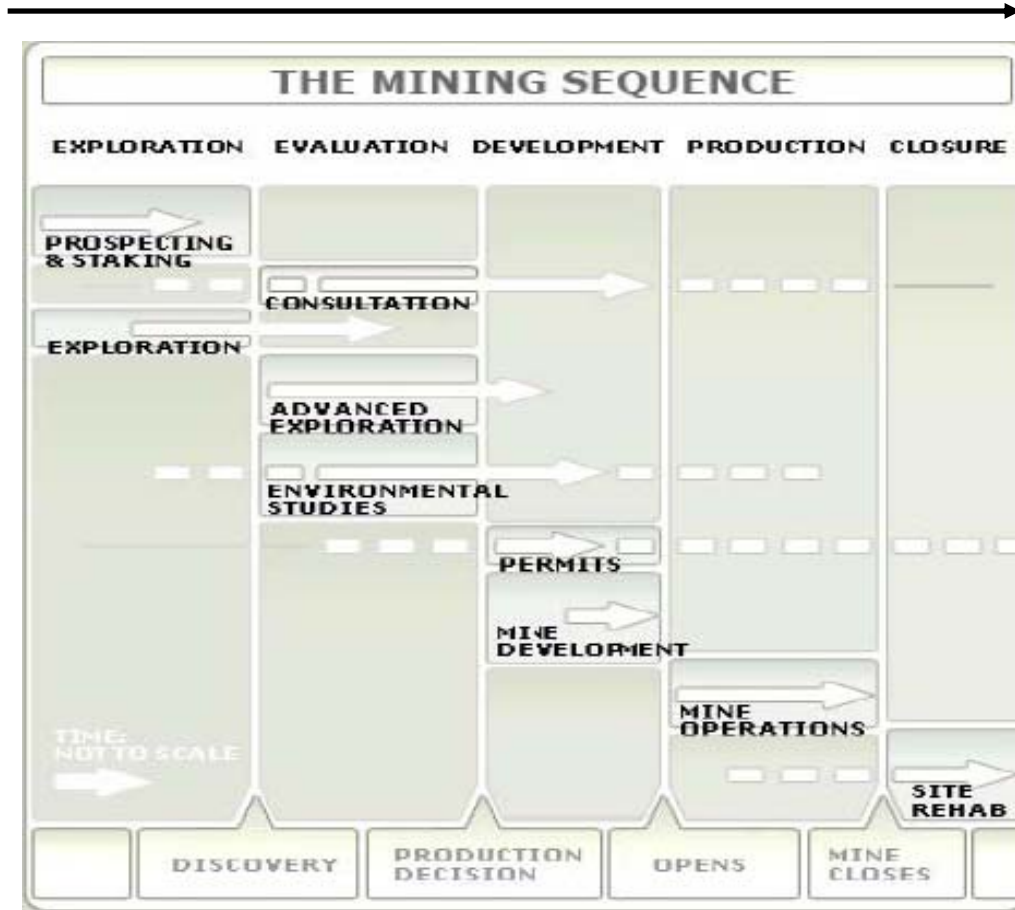 THE MINING SEQUENCE
EXPLORATION EVALUATION DEVELOPMENT PRODUCTION CLOSURE
PROSPECTING
& STAKING
CONSULTATION
EXPLORATION
ADVANCED
EXPLORATION
ENVIRONMENTAL
STUDIES
PERMITS
MINE
DEVELOPMENT
MINE
OPERATIONS
TIME:
NOT TO SCALE
SITE
REHAB
DISCOVERY
PRODUCTION
DECISION
OPENS
MINE
CLOSES